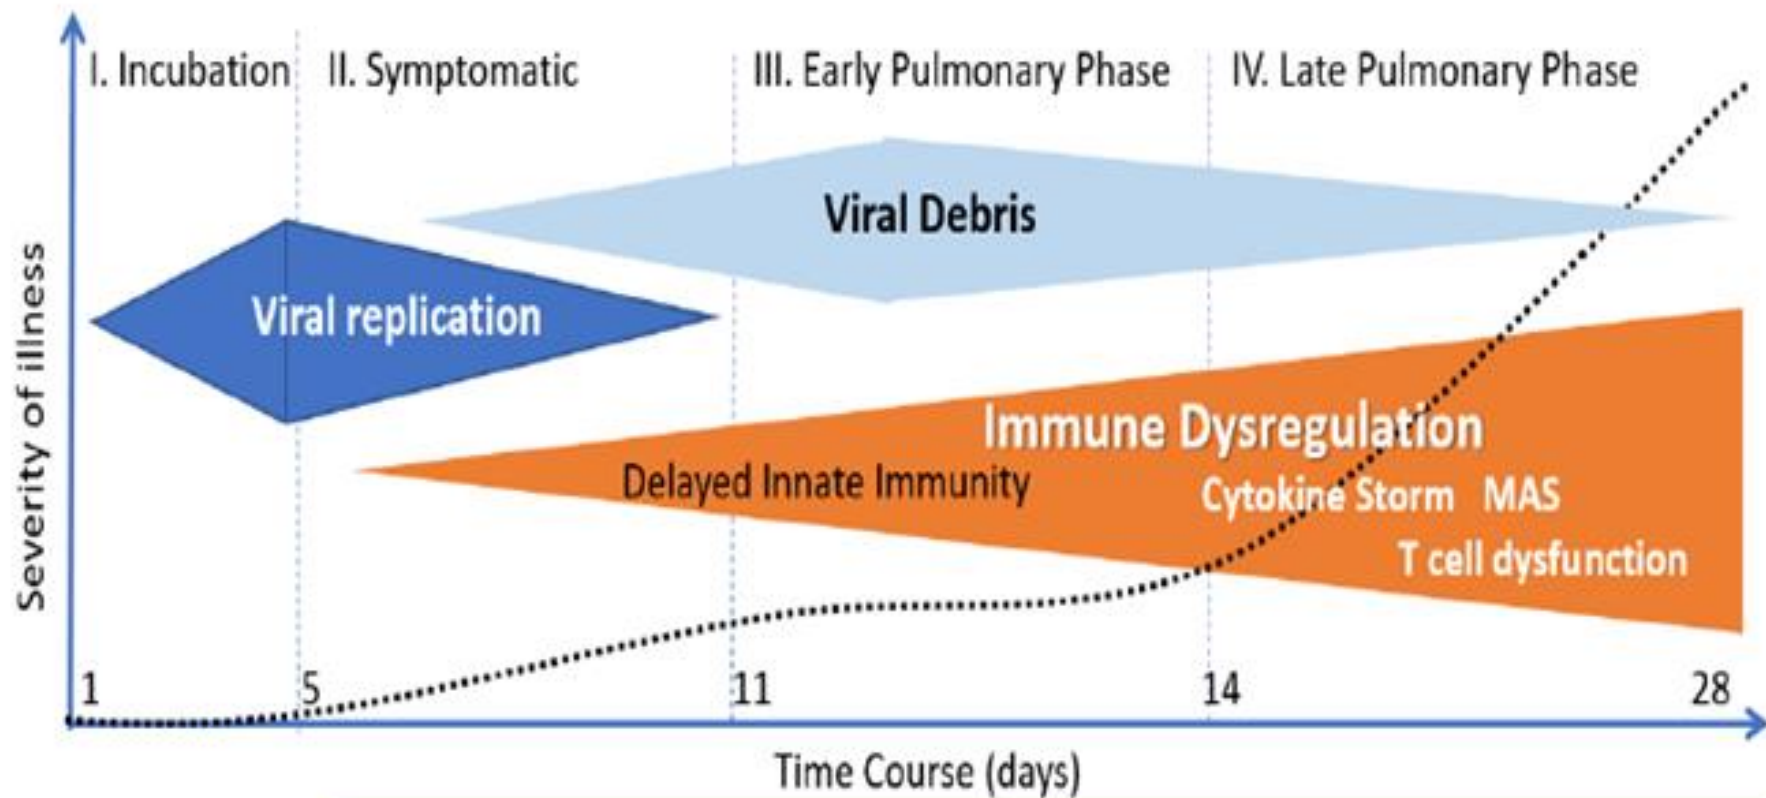 I. Incubation
II. Symptomatic
III. Early Pulmonary Phase
IV. Late Pulmonary Phase
Viral Debris
Viral replication
Immune Dysregulation
Delayed Innate Immunity
Cytokine Storm MAS
T cell dysfunction
Severity of illness
1 5 11 14 28
Time Course (days)